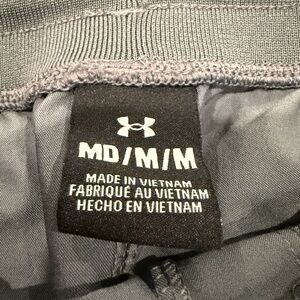 MD/M/M
MADE IN VIETNAM
FABRIQUÉ AU VIETNAM
HECHO EN VIETNAM